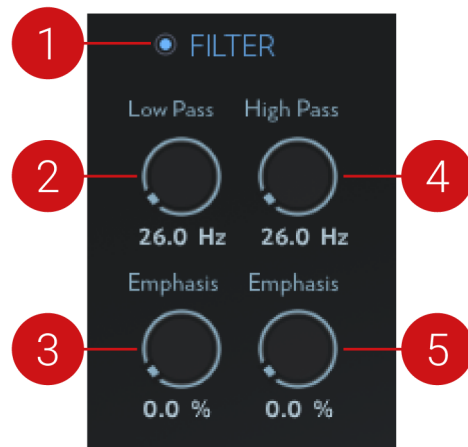 1 FILTER
Low Pass High Pass
2 4
26.0 Hz 26.0 Hz
Emphasis Emphasis
3 5
0.0 % 0.0 %